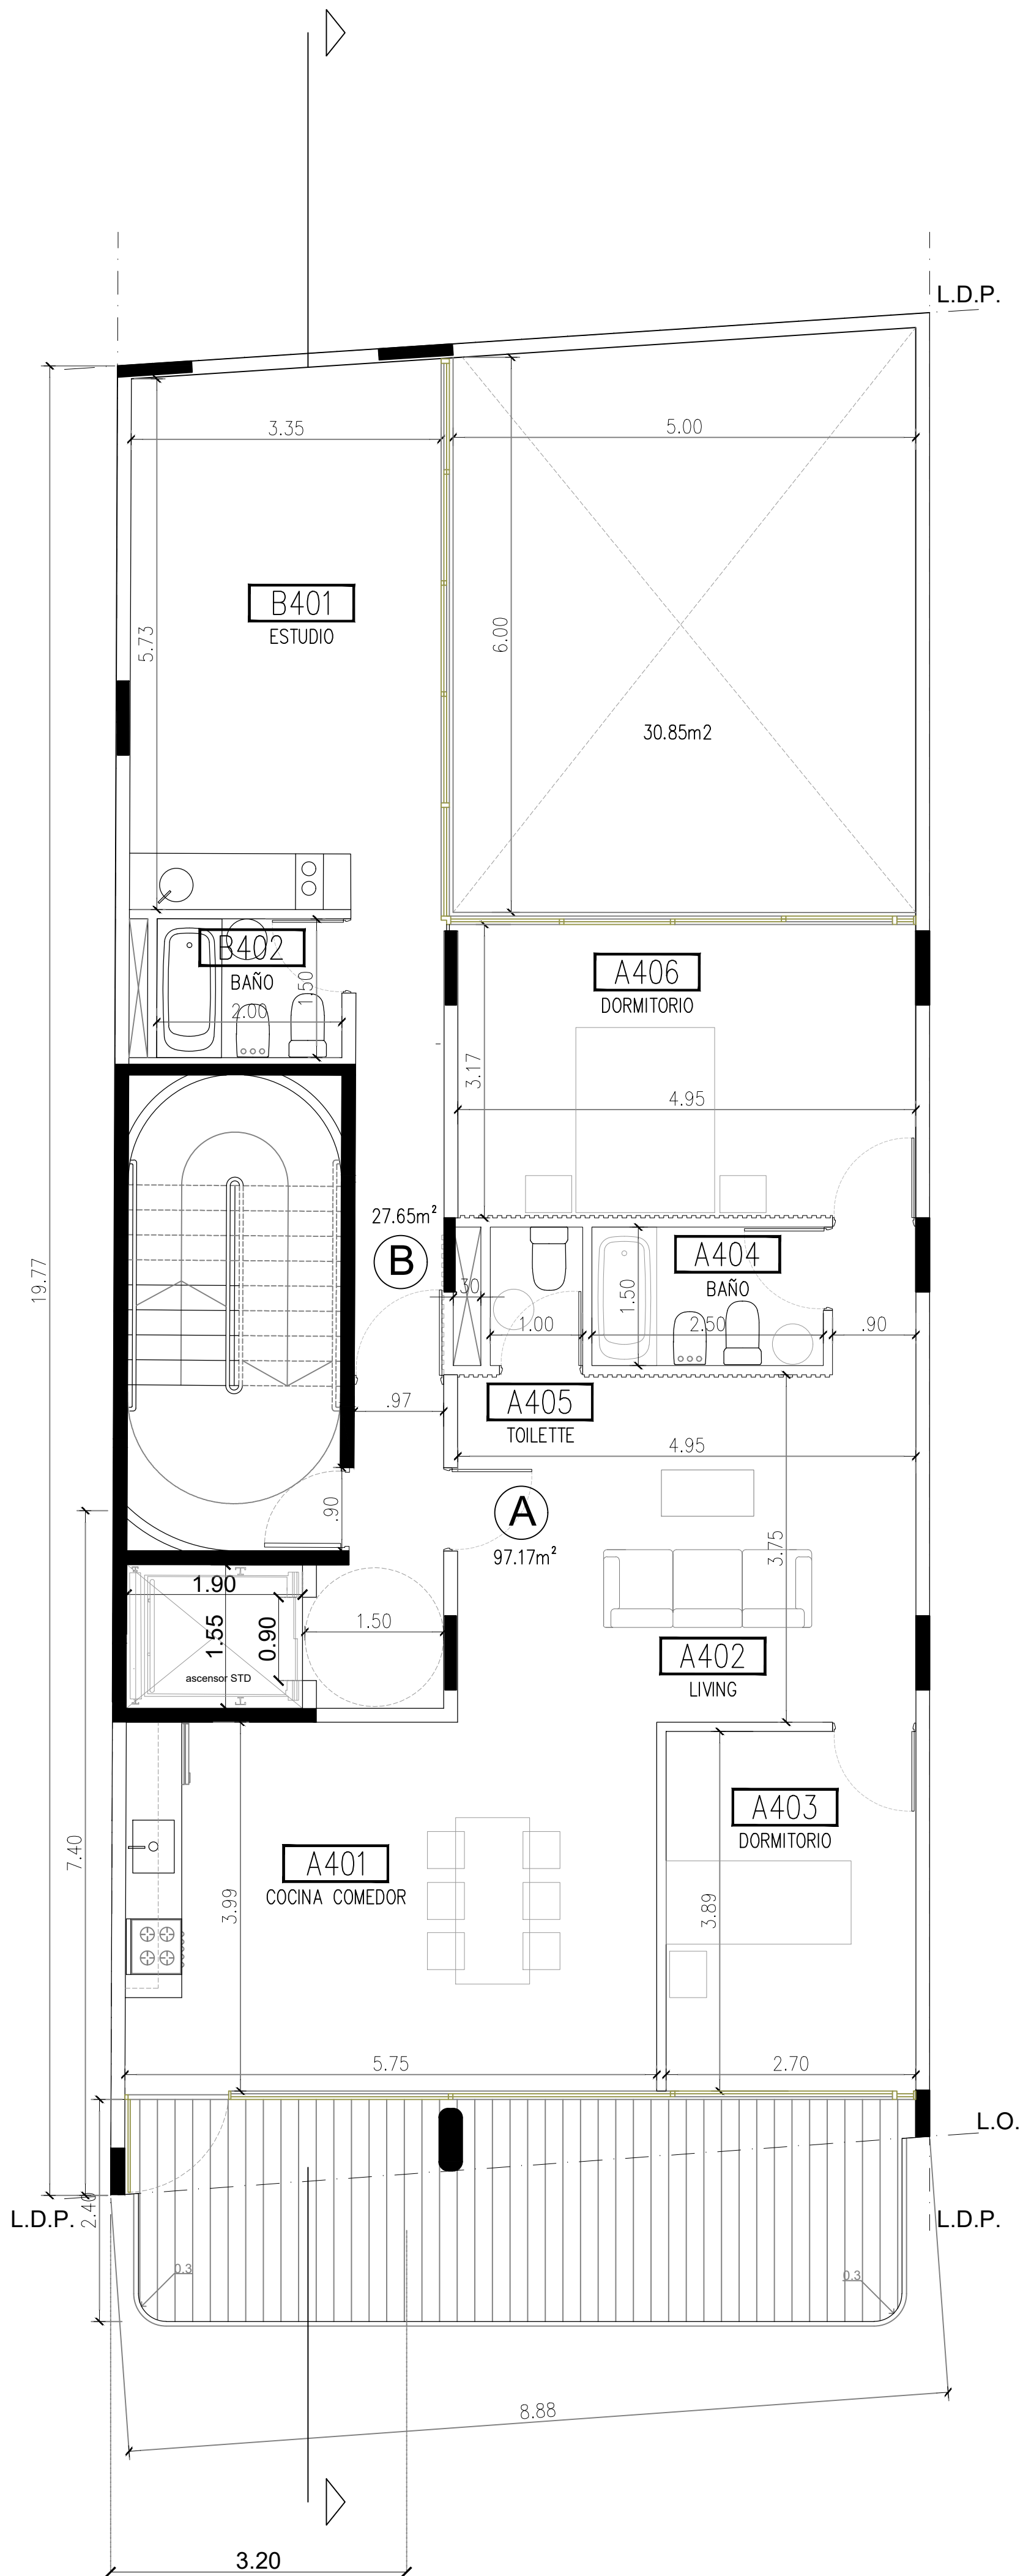 L.D.P.
3.35
5.00
B401
ESTUDIO
5.73
6.00
30.85m2
B402
BAÑO
1.50
2.00
A406
DORMITORIO
3.17
4.95
27.65m²
B
A404
BAÑO
.30
1.50
1.00
2.50
.90
19.77
A405
TOILETTE
.97
4.95
.90
A
97.17m²
3.75
1.90
1.55
0.90
1.50
ascensor STD
A402
LIVING
A403
DORMITORIO
7.40
A401
COCINA COMEDOR
3.99
3.89
5.75
2.70
L.O.
L.D.P.
2.40
L.D.P.
0.3
0.3
8.88
3.20